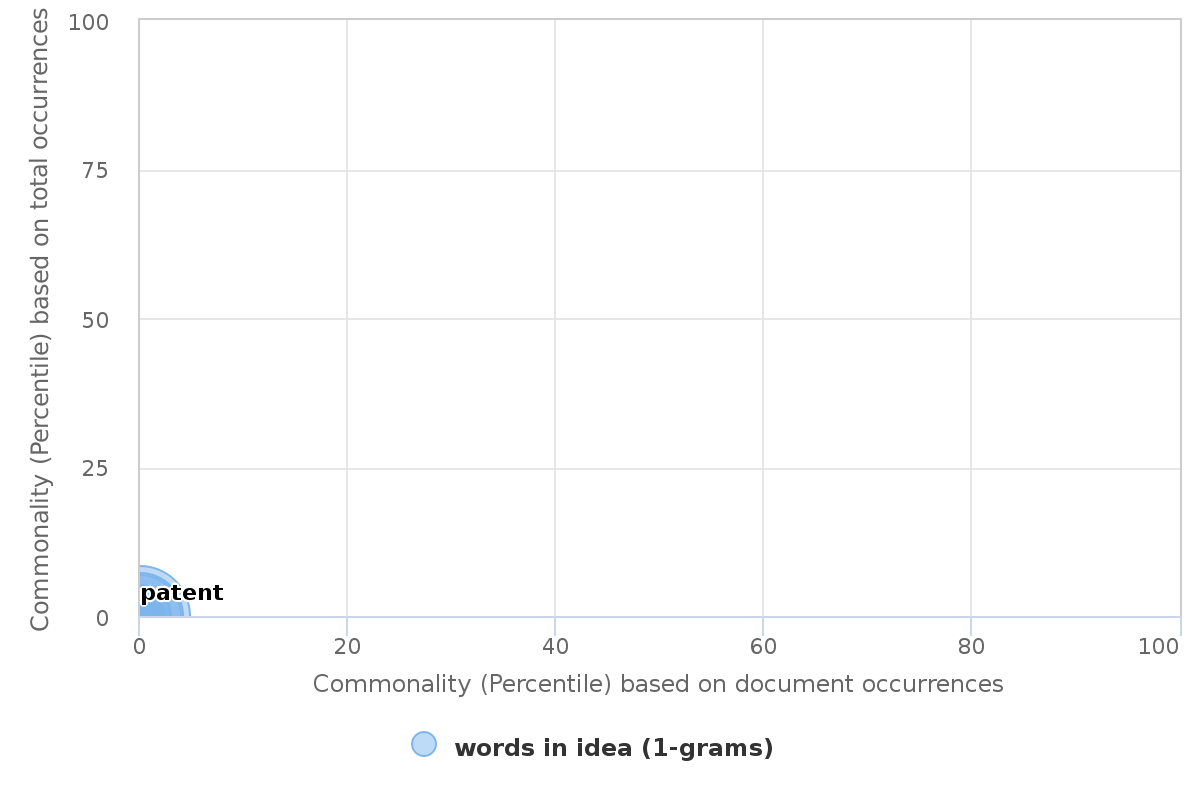 Commonality (Percentile) based on total occurrences
100
75
50
25
0
patent
0 20 40 60 80 100
Commonality (Percentile) based on document occurrences
words in idea (1-grams)